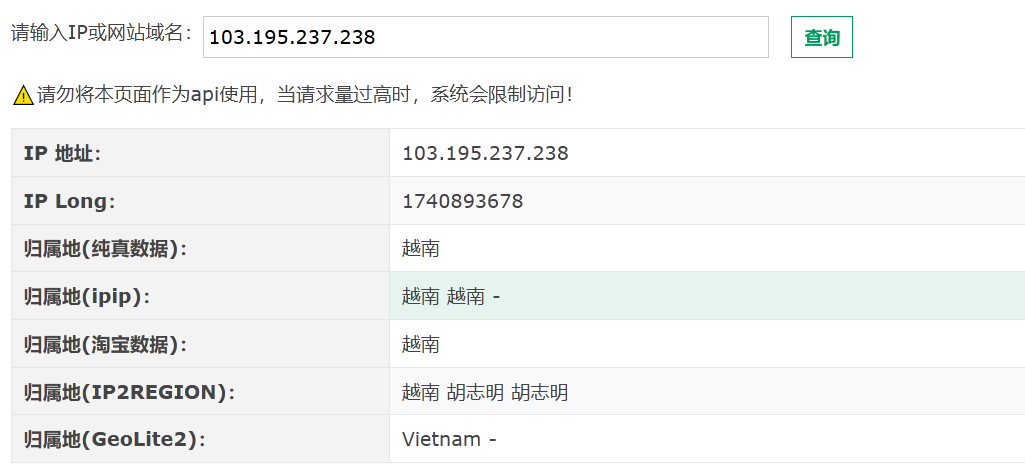 请输入IP或网站域名： 103.195.237.238 查询
请勿将本页面作为api使用，当请求量过高时，系统会限制访问！
IP 地址： 103.195.237.238
IP Long： 1740893678
归属地(纯真数据)： 越南
归属地(ipip)： 越南 越南 -
归属地(淘宝数据)： 越南
归属地(IP2REGION)： 越南 胡志明 胡志明
归属地(GeoLite2)： Vietnam -